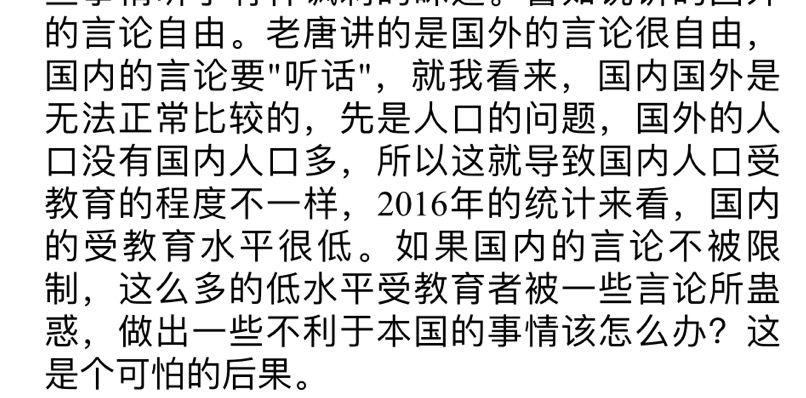 的言论自由。老唐讲的是国外的言论很自由，
国内的言论要"听话"，就我看来，国内国外是
无法正常比较的，先是人口的问题，国外的人
口没有国内人口多，所以这就导致国内人口受
教育的程度不一样，2016年的统计来看，国内
的受教育水平很低。如果国内的言论不被限
制，这么多的低水平受教育者被一些言论所蛊
惑，做出一些不利于本国的事情该怎么办？这
是个可怕的后果。